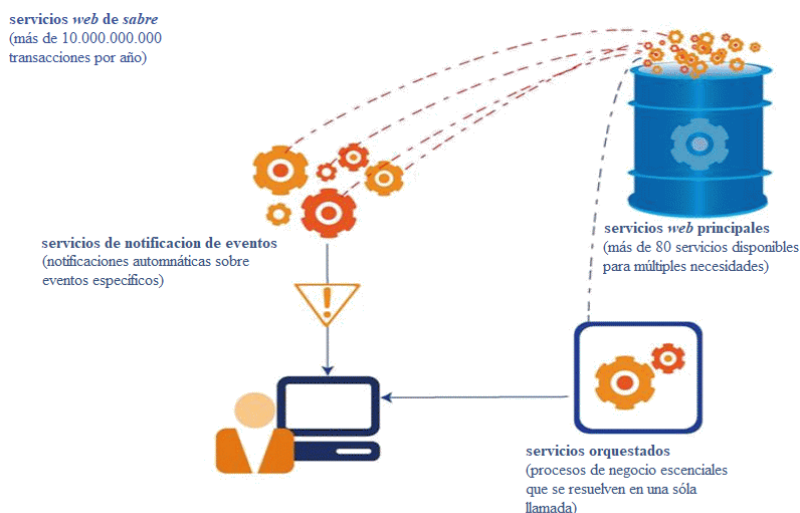 servicios web de sabre
(más de 10.000.000.000
transacciones por año)
servicios de notificacion de eventos
(notificaciones automnáticas sobre
eventos especificos)
servicios web principales
(más de 80 servicios disponibles
para múltiples necesidades)
servicios orquestados
(procesos de negocio escenciales
que se resuelven en una sóla
llamada)